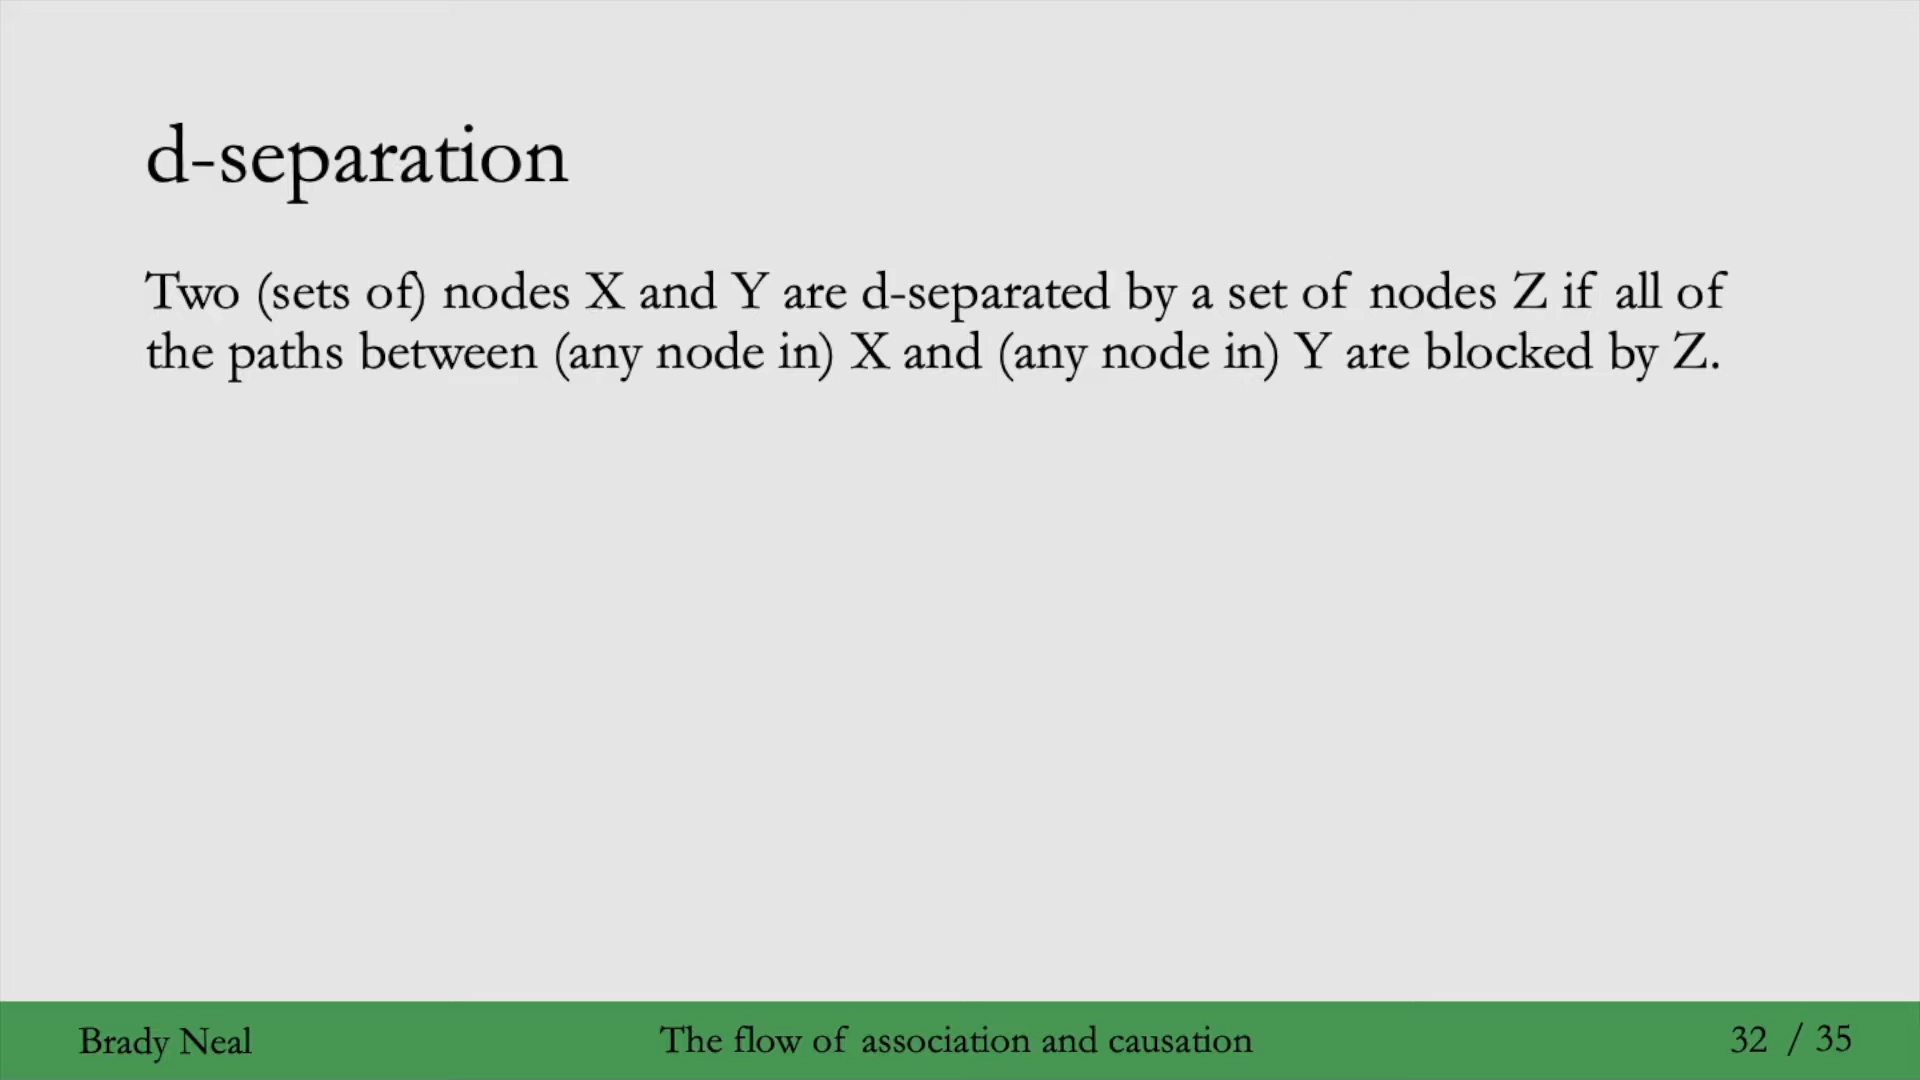 d-separation
Two (sets of) nodes X and Y are d-separated by a set of nodes Z if all of
the paths between (any node in) X and (any node in) Y are blocked by Z.
Brady Neal
The flow of association and causation
32 / 35